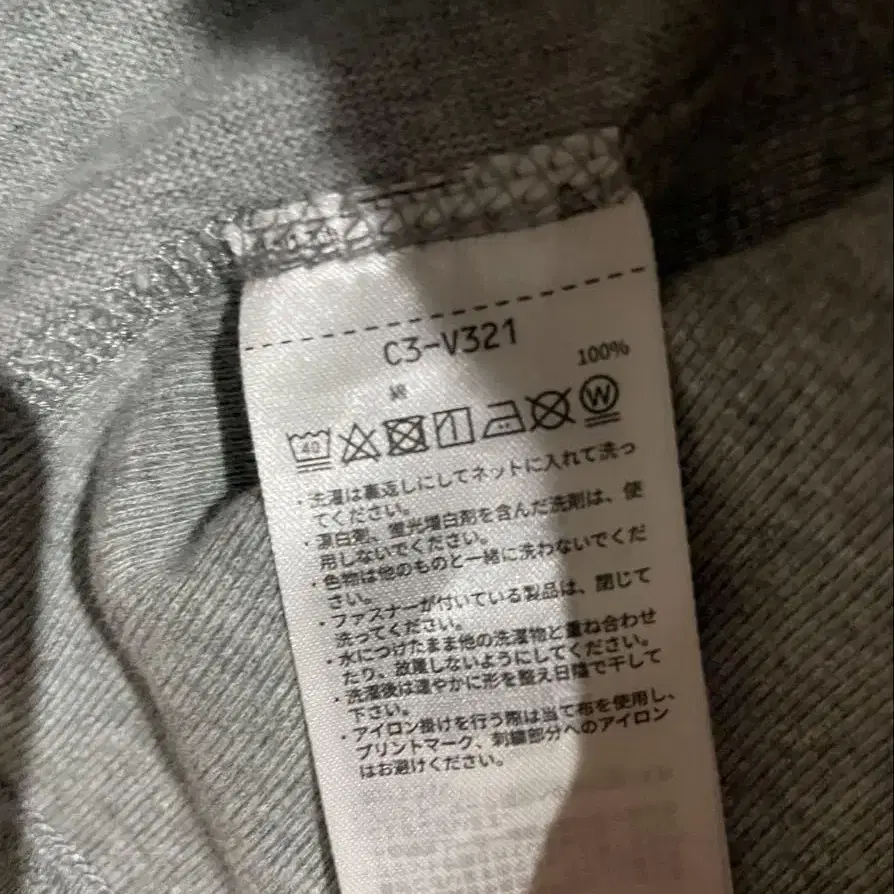 C3-V321
綿 100%
40 W
・洗濯は裏返しにしてネットに入れて洗っ
てください。
・漂白剤、蛍光増白剤を含んだ洗剤は、使
用しないでください。
・色物は他のものと一緒に洗わないでくだ
さい。
・ファスナーが付いている製品は、閉じて
洗ってください。
・水につけたまま他の洗濯物と重ね合わせ
たり、放置しないようにしてください。
・洗濯後は速やかに形を整え日陰で干して
下さい。
・アイロン掛けを行う際は当て布を使用し、
プリントマーク、刺繍部分へのアイロン
はお避けください。